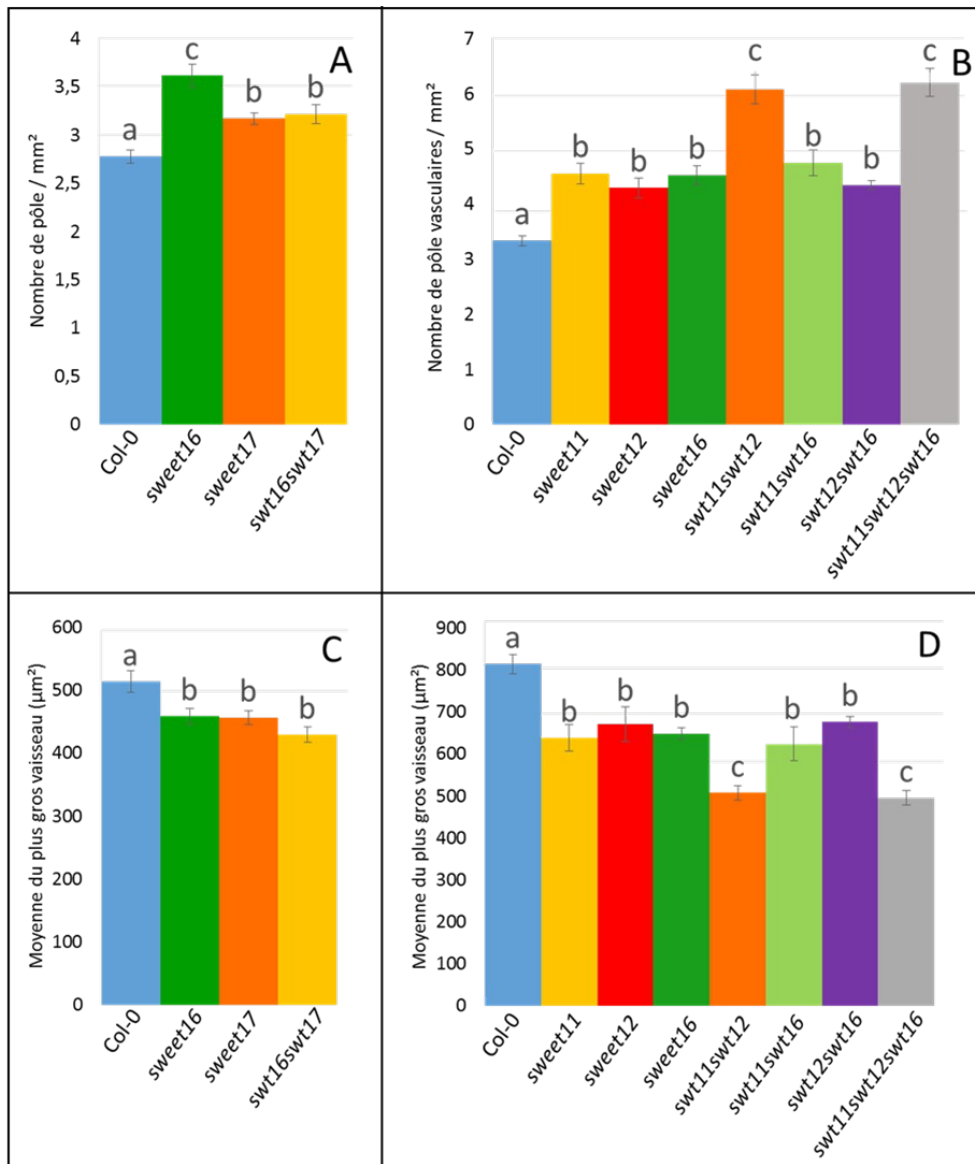 A
Nombre de pôle / mm²
4
3,5
3
2,5
2
1,5
1
0,5
0
a
c
b
b
Col-0
sweet16
sweet17
swt16swt17
B
Nombre de pôle vasculaires / mm²
7
6
5
4
3
2
1
0
a
b
b
b
c
b
b
c
Col-0
sweet11
sweet12
sweet16
swt11swt12
swt11swt16
swt12swt16
swt11swt12swt16
C
Moyenne du plus gros vaisseau (µm²)
600
500
400
300
200
100
0
a
b
b
b
Col-0
sweet16
sweet17
swt16swt17
D
Moyenne du plus gros vaisseau (µm²)
900
800
700
600
500
400
300
200
100
0
a
b
b
b
c
b
b
c
Col-0
sweet11
sweet12
sweet16
swt11swt12
swt11swt16
swt12swt16
swt11swt12swt16